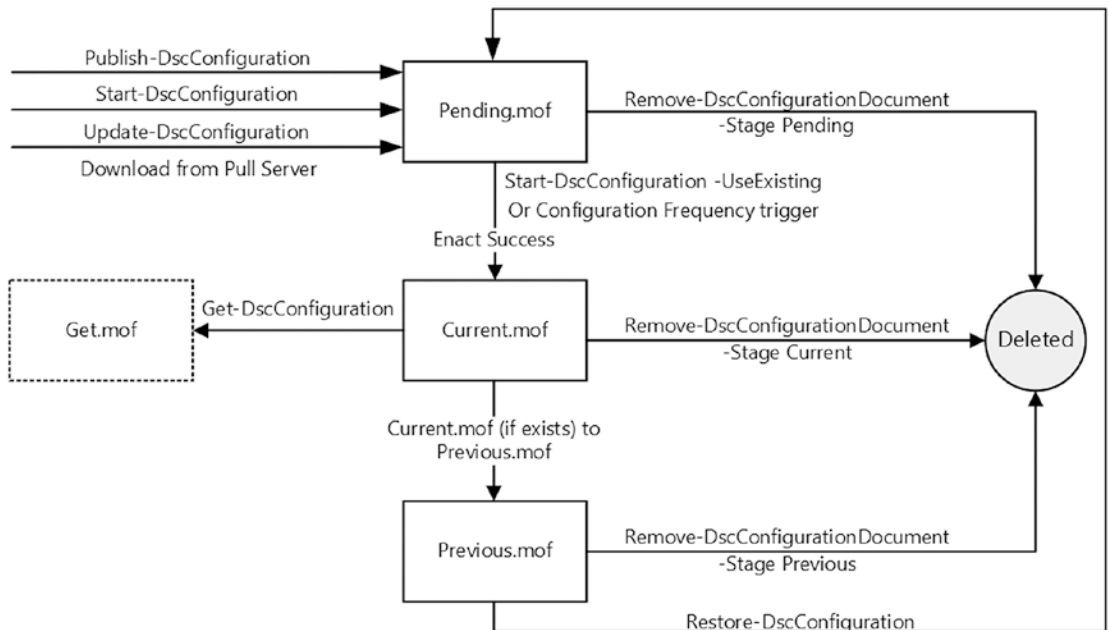 Publish-DscConfiguration
Start-DscConfiguration
Update-DscConfiguration
Download from Pull Server
Pending.mof
Remove-DscConfigurationDocument
-Stage Pending
Start-DscConfiguration -UseExisting
Or Configuration Frequency trigger
Enact Success
Get.mof
Get-DscConfiguration
Current.mof
Remove-DscConfigurationDocument
-Stage Current
Deleted
Current.mof (if exists) to
Previous.mof
Previous.mof
Remove-DscConfigurationDocument
-Stage Previous
Restore-DscConfiguration